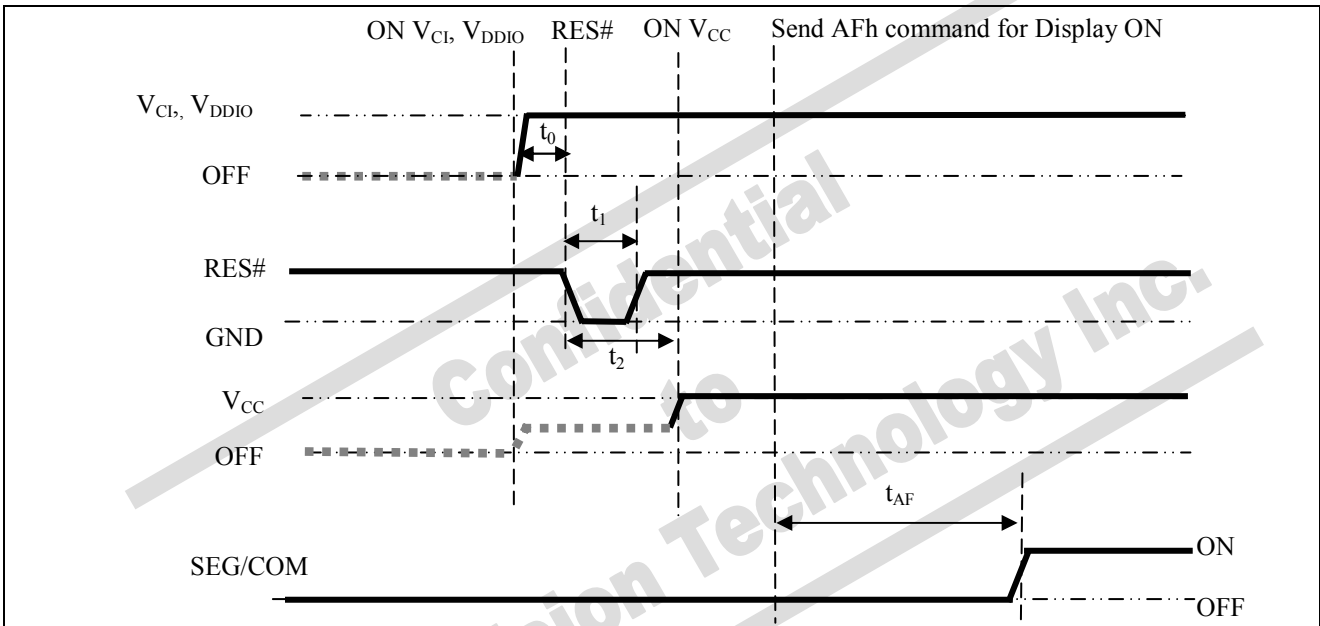 ON VCI, VDDIO RES# ON VCC Send AFh command for Display ON
VCI,, VDDIO
t0
OFF
t1
RES#
GND
t2
VCC
OFF
tAF
SEG/COM
ON
OFF
Confidential
to
Technology Inc.